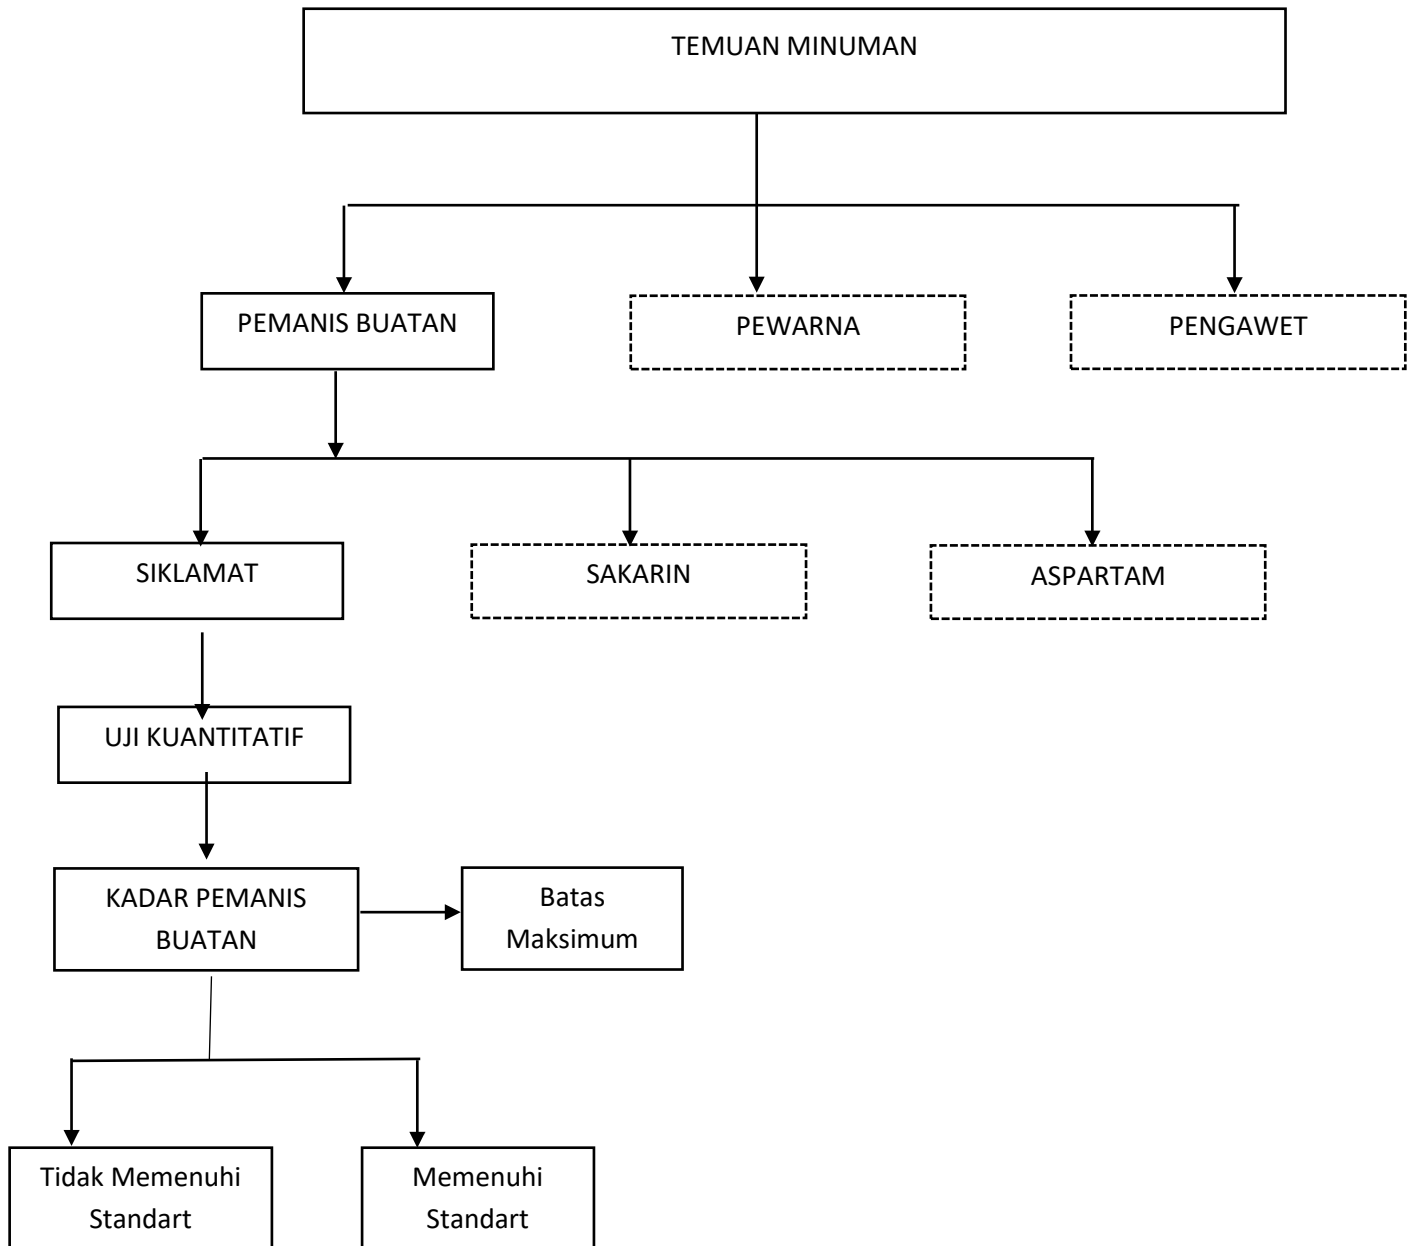 TEMUAN MINUMAN
PEMANIS BUATAN
PEWARNA
PENGAWET
SIKLAMAT
SAKARIN
ASPARTAM
UJI KUANTITATIF
KADAR PEMANIS
BUATAN
Batas
Maksimum
Tidak Memenuhi
Standart
Memenuhi
Standart